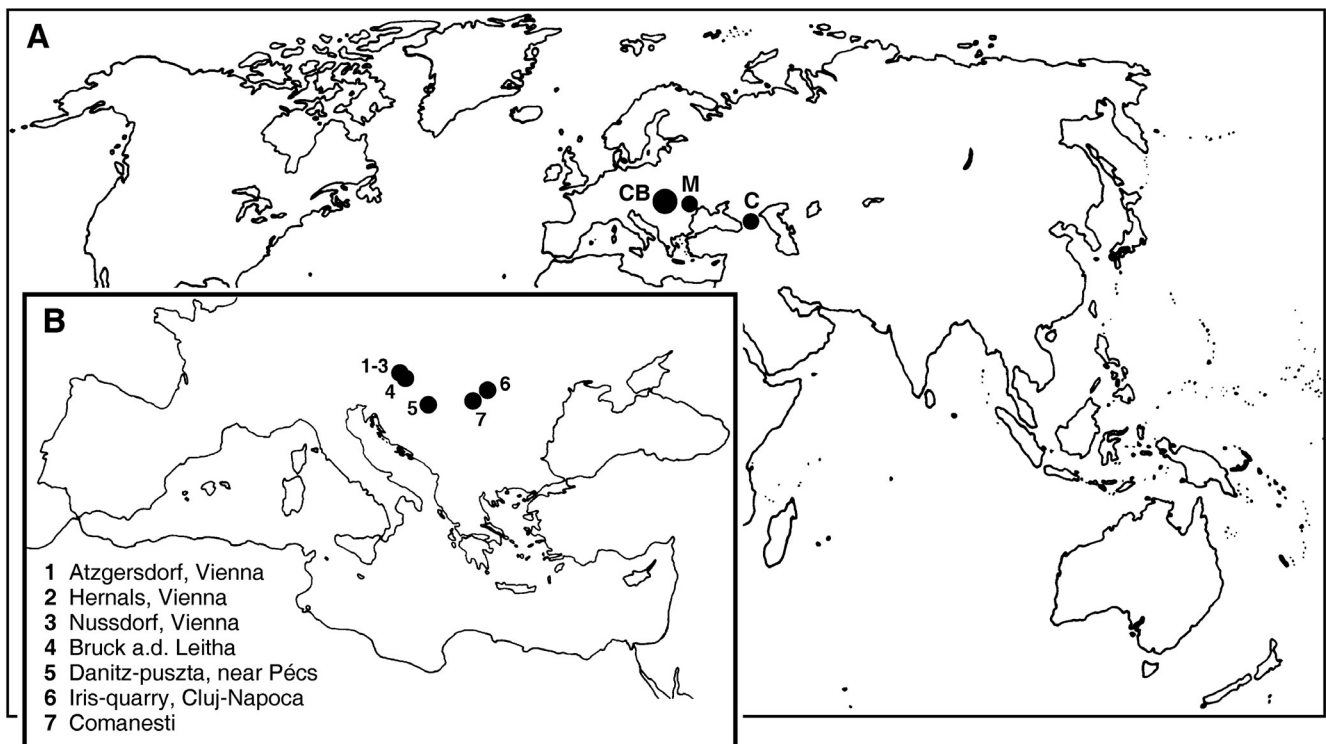 A
CB
M
C
B
1-3
4
5
6
7
1 Atzgersdorf, Vienna
2 Hernals, Vienna
3 Nussdorf, Vienna
4 Bruck a.d. Leitha
5 Danitz-puszta, near Pécs
6 Iris-quarry, Cluj-Napoca
7 Comanesti